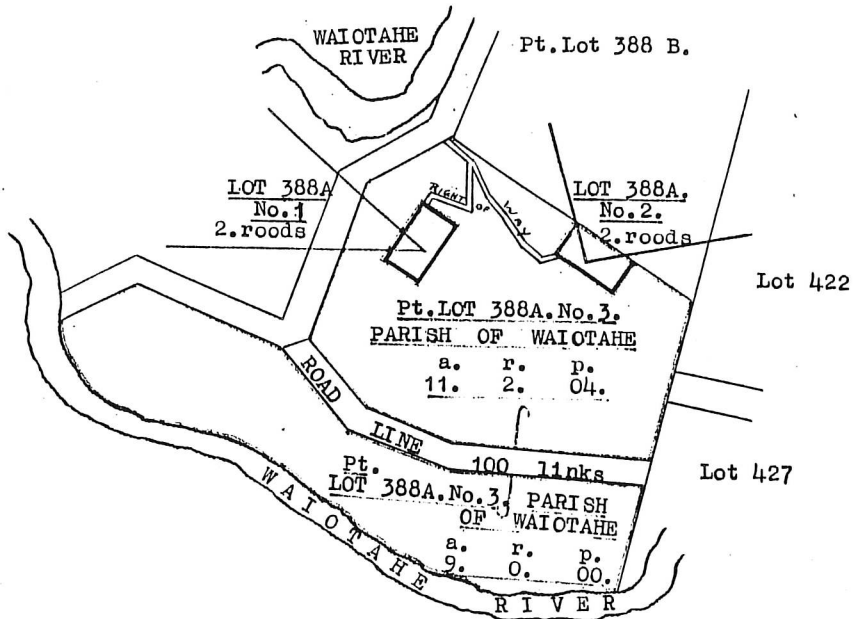 WAIOTAHE
RIVER
Pt.Lot 388 B.
LOT 388A
No.1
2.roods
RIGHT OF WAY
LOT 388A.
No.2.
2.roods
Lot 422
Pt.LOT 388A.No.3.
PARISH OF WAIOTAHE
a. r. p.
11. 2. 04.
ROAD LINE 100 links
Lot 427
Pt.
LOT 388A.No.3. PARISH
OF WAIOTAHE
a. r. p.
9. 0. 00.
WAIOTAHE RIVER